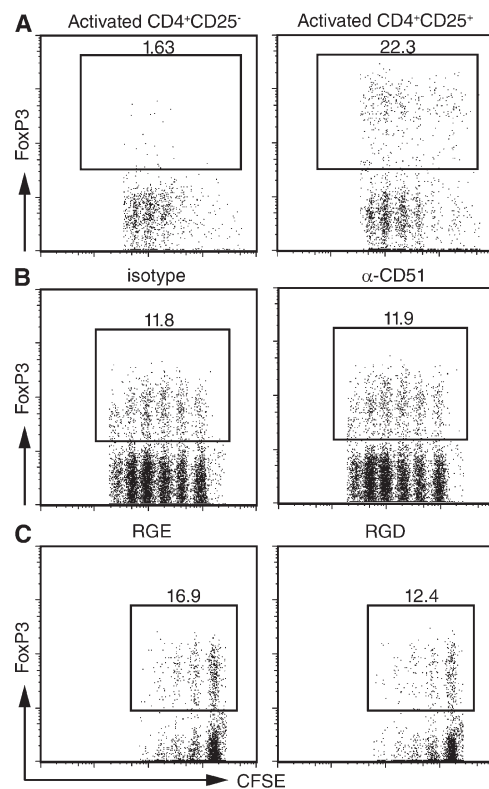 A
Activated CD4⁺CD25⁻
Activated CD4⁺CD25⁺
1.63
22.3
FoxP3
B
isotype
α-CD51
11.8
11.9
FoxP3
C
RGE
RGD
16.9
12.4
FoxP3
CFSE